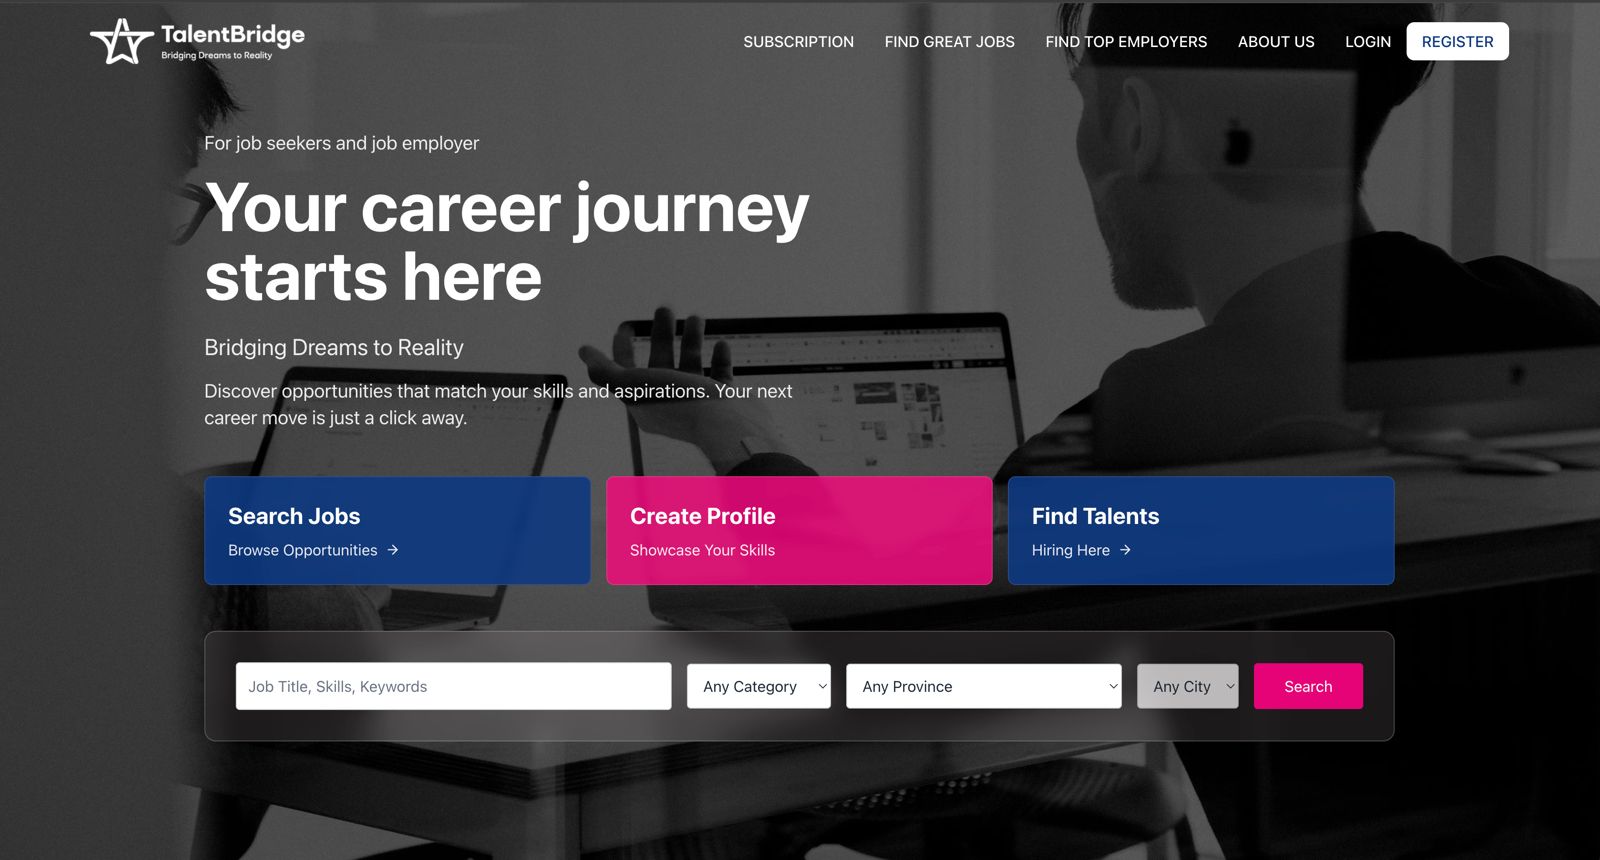 TalentBridge
Bridging Dreams to Reality
SUBSCRIPTION
FIND GREAT JOBS
FIND TOP EMPLOYERS
ABOUT US
LOGIN
REGISTER
For job seekers and job employer
Your career journey
starts here
Bridging Dreams to Reality
Discover opportunities that match your skills and aspirations. Your next
career move is just a click away.
Search Jobs
Browse Opportunities →
Create Profile
Showcase Your Skills
Find Talents
Hiring Here →
Job Title, Skills, Keywords
Any Category
Any Province
Any City
Search